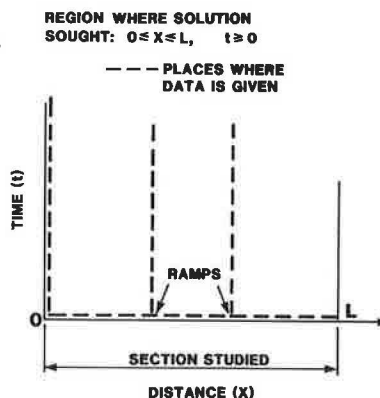 REGION WHERE SOLUTION
SOUGHT: 0≤X≤L, t≥0
PLACES WHERE
DATA IS GIVEN
TIME (t)
RAMPS
0
L
SECTION STUDIED
DISTANCE (X)